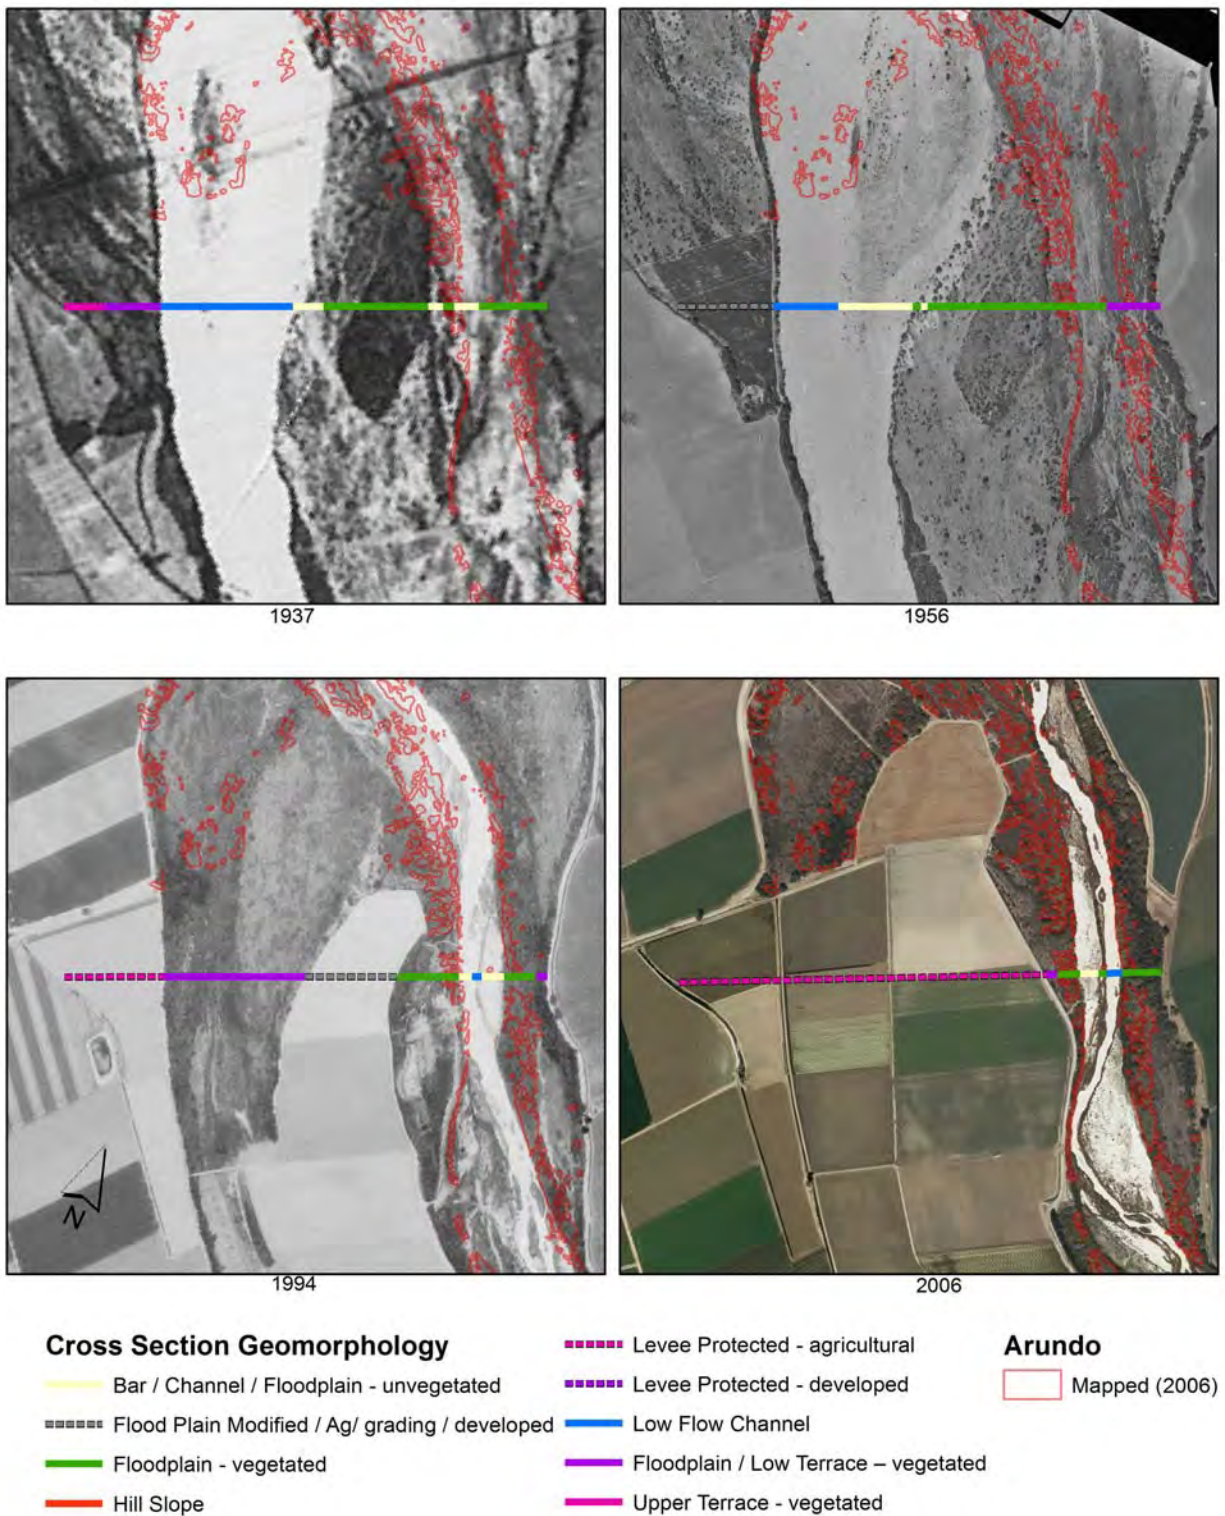 1937
1956
N
1994
2006
Cross Section Geomorphology
Bar / Channel / Floodplain - unvegetated
Flood Plain Modified / Ag/ grading / developed
Floodplain - vegetated
Hill Slope
Levee Protected - agricultural
Levee Protected - developed
Low Flow Channel
Floodplain / Low Terrace – vegetated
Upper Terrace - vegetated
Arundo
Mapped (2006)